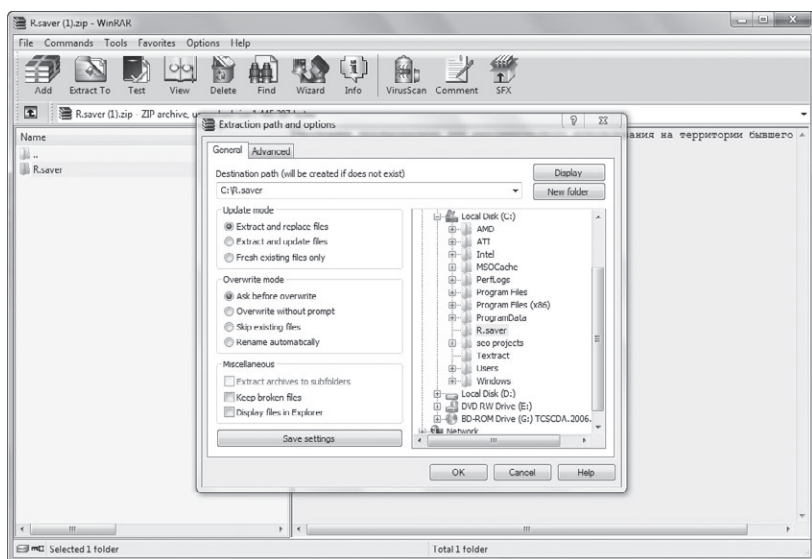 R.saver (1).zip - WinRAR
File Commands Tools Favorites Options Help
Add Extract To Test View Delete Find Wizard Info VirusScan Comment SFX
R.saver (1).zip - ZIP archive,
Name
..
R.saver
на территории бывшего
Extraction path and options
General Advanced
Destination path (will be created if does not exist)
C:\R.saver
Display
New folder
Update mode
Extract and replace files
Extract and update files
Fresh existing files only
Overwrite mode
Ask before overwrite
Overwrite without prompt
Skip existing files
Rename automatically
Miscellaneous
Extract archives to subfolders
Keep broken files
Display files in Explorer
Save settings
Local Disk (C:)
AMD
ATI
Intel
MSOCache
PerfLogs
Program Files
Program Files (x86)
ProgramData
R.saver
seo projects
Textract
Users
Windows
Local Disk (D:)
DVD RW Drive (E:)
BD-ROM Drive (G:) TCSCDA.2006.
Network
OK Cancel Help
Selected 1 folder
Total 1 folder